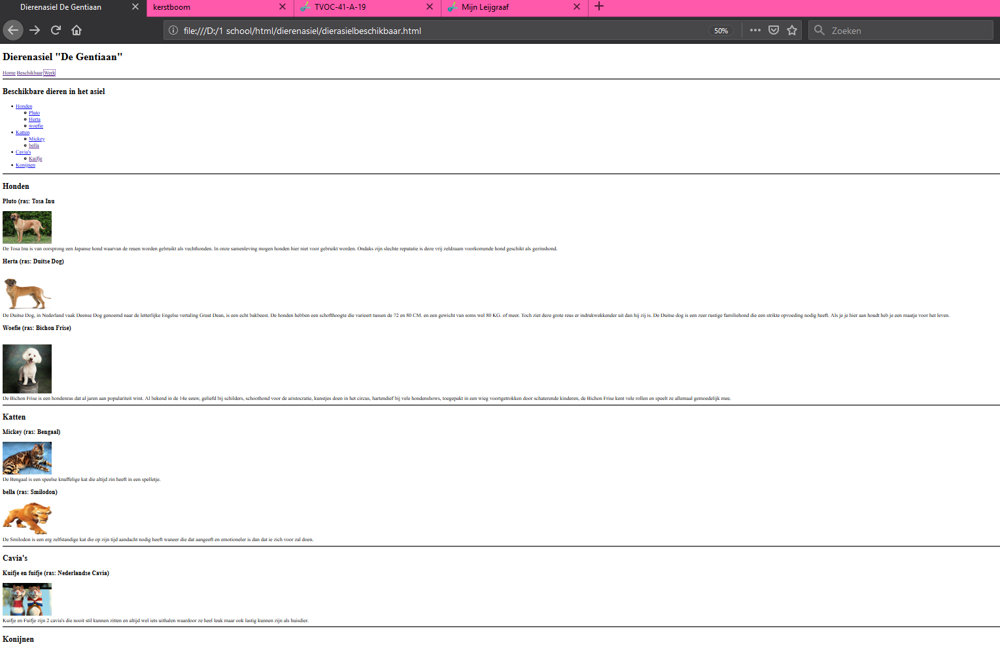 Dierenasiel De Gentiaan
kerstboom
TVOC-41-A-19
Mijn Leijgraaf
file:///D:/1 school/html/dierenasiel/dierasielbeschikbaar.html
50%
Zoeken
Dierenasiel "De Gentiaan"
Home Beschikbaar Werk
Beschikbare dieren in het asiel
Honden
Pluto
Herta
woefie
Katten
Mickey
bella
Cavia's
Kuifje
Konijnen
Honden
Pluto (ras: Tosa Inu
De Tosa Inu is van oorsprong een Japanse hond waarvan de reuen worden gebruikt als vechthonden. In onze samenleving mogen honden hier niet voor gebruikt worden. Ondaks zijn slechte reputatie is deze vrij zeldzaam voorkomende hond geschikt als gezinshond.
Herta (ras: Duitse Dog)
De Duitse Dog, in Nederland vaak Deense Dog genoemd naar de letterlijke Engelse vertaling Great Dean, is een echt bakbeest. De honden hebben een schofthoogte die varieert tussen de 72 en 80 CM. en een gewicht van soms wel 80 KG. of meer. Toch ziet deze grote reus er indrukwekkender uit dan hij zij is. De Duitse dog is een zeer rustige familiehond die een strikte opvoeding nodig heeft. Als je je hier aan houdt heb je een maatje voor het leven.
Woefie (ras: Bichon Frise)
De Bichon Frise is een hondenras dat al jaren aan populariteit wint. Al bekend in de 14e eeuw, geliefd bij schilders, schoothond voor de aristocratie, kunstjes doen in het circus, hartendief bij vele hondenshows, toegepakt in een wieg voortgetrokken door schaterende kinderen, de Bichon Frise kent vele rollen en speelt ze allemaal gemoedelijk mee.
Katten
Mickey (ras: Bengaal)
De Bengaal is een speelse knuffelige kat die altijd zin heeft in een spelletje.
bella (ras: Smilodon)
De Smilodon is een erg zelfstandige kat die op zijn tijd aandacht nodig heeft waneer die dat aangeeft en emotioneler is dan dat ie zich voor zal doen.
Cavia's
Kuifje en fuifje (ras: Nederlandse Cavia)
Kuifje en Fuifje zijn 2 cavia's die nooit stil kunnen zitten en altijd wel iets uithalen waardoor ze heel leuk maar ook lastig kunnen zijn als huisdier.
Konijnen